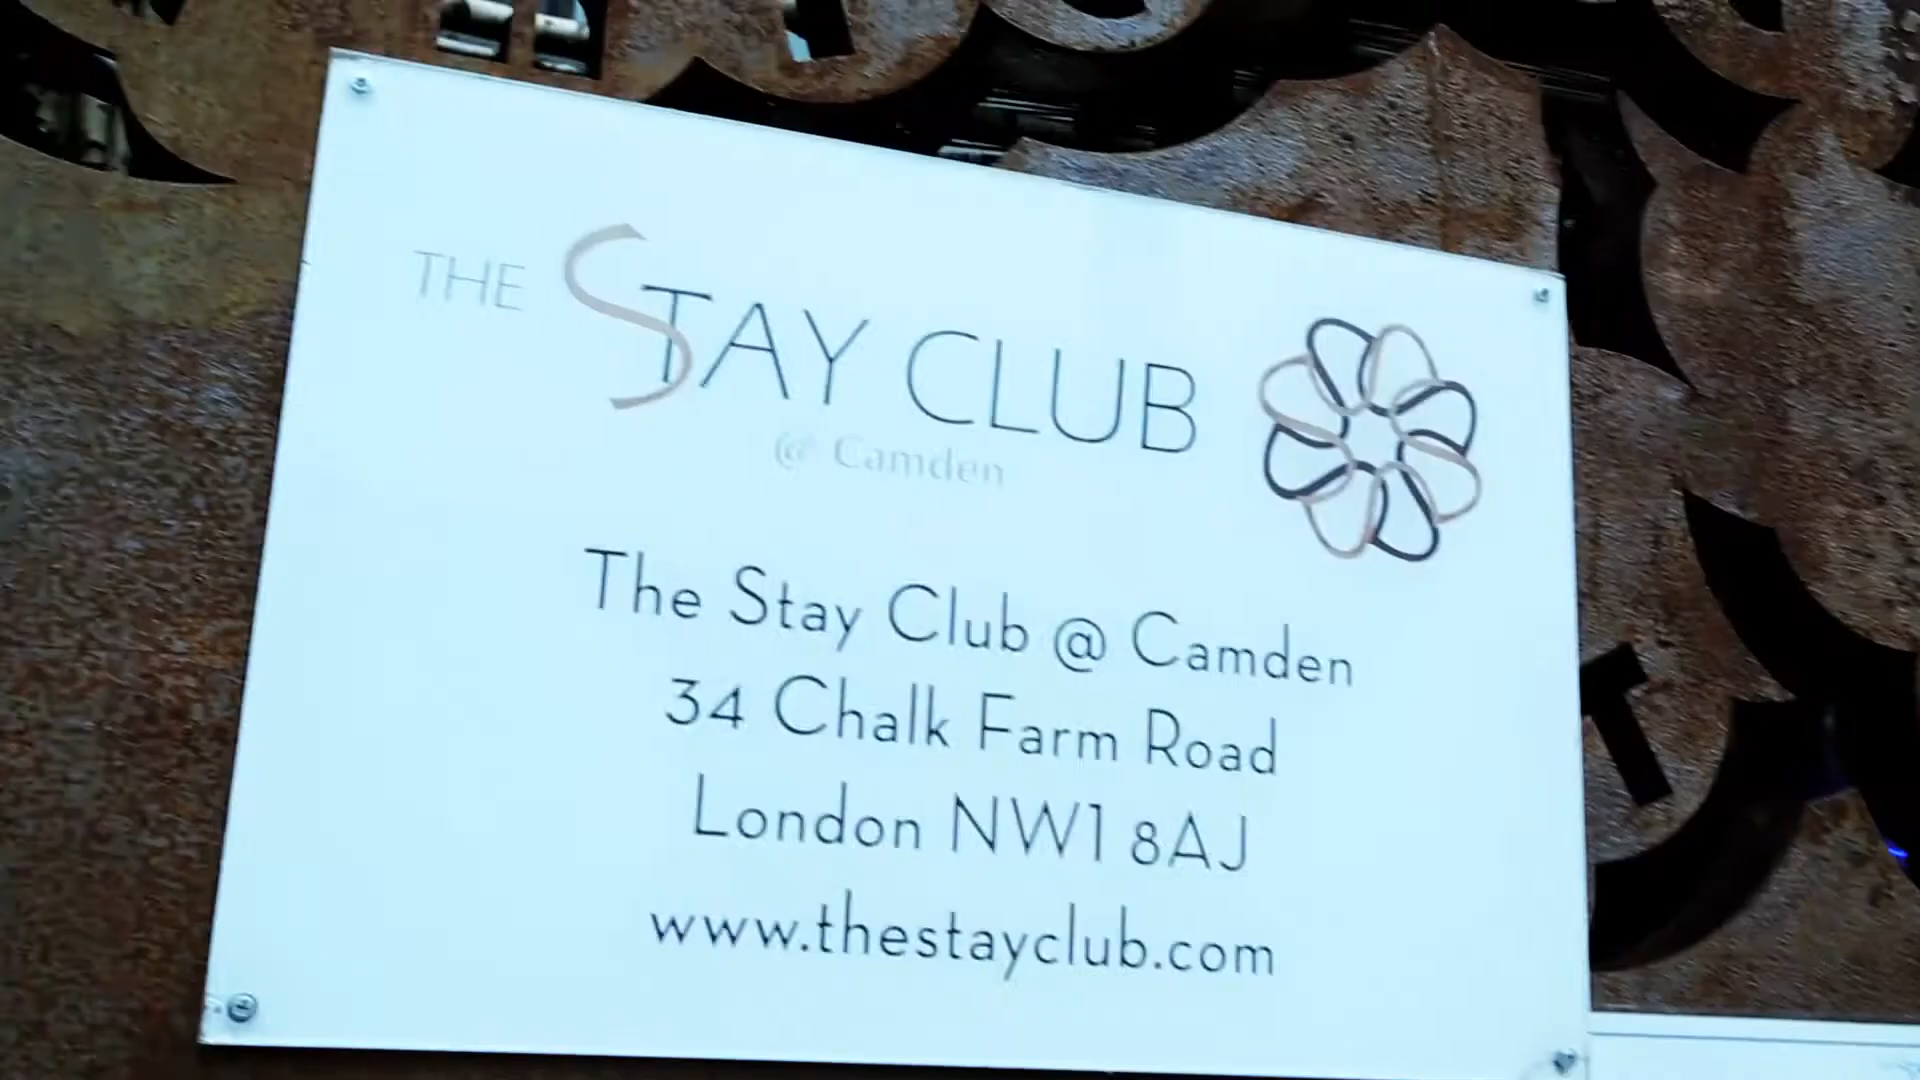 THE STAY CLUB
@ Camden
The Stay Club @ Camden
34 Chalk Farm Road
London NW1 8AJ
www.thestayclub.com